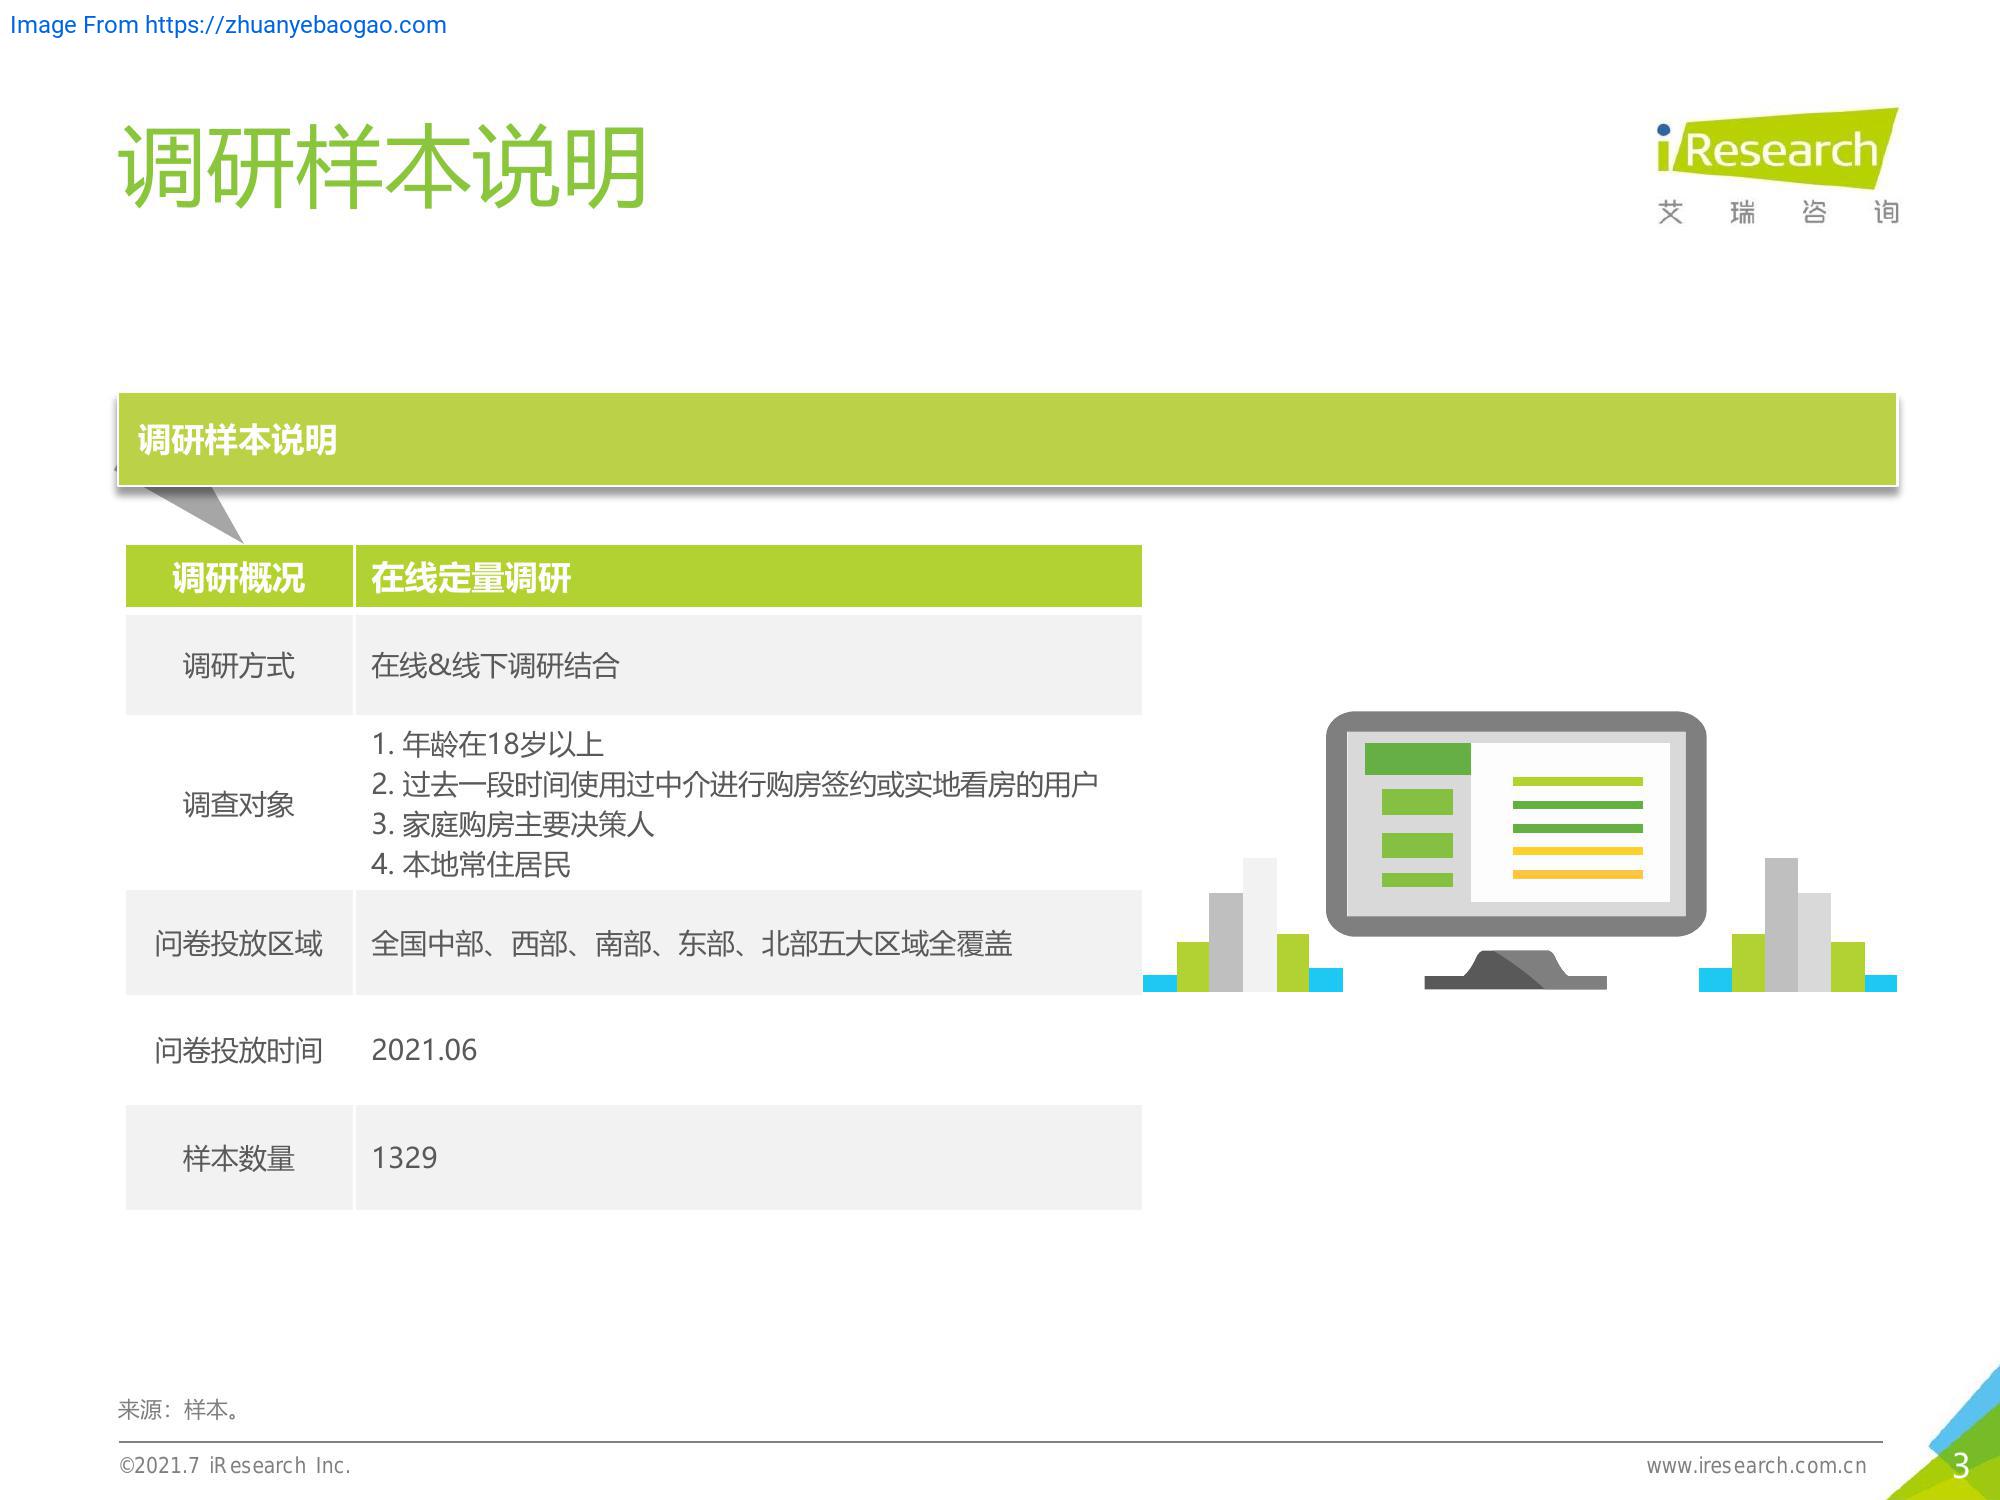 Image From https://zhuanyebaogao.com
调研样本说明
iResearch
艾瑞咨询
调研样本说明
调研概况 在线定量调研
调研方式 在线&线下调研结合
调查对象
1. 年龄在18岁以上
2. 过去一段时间使用过中介进行购房签约或实地看房的用户
3. 家庭购房主要决策人
4. 本地常住居民
问卷投放区域 全国中部、西部、南部、东部、北部五大区域全覆盖
问卷投放时间 2021.06
样本数量 1329
来源：样本。
©2021.7 iResearch Inc.
www.iresearch.com.cn
3